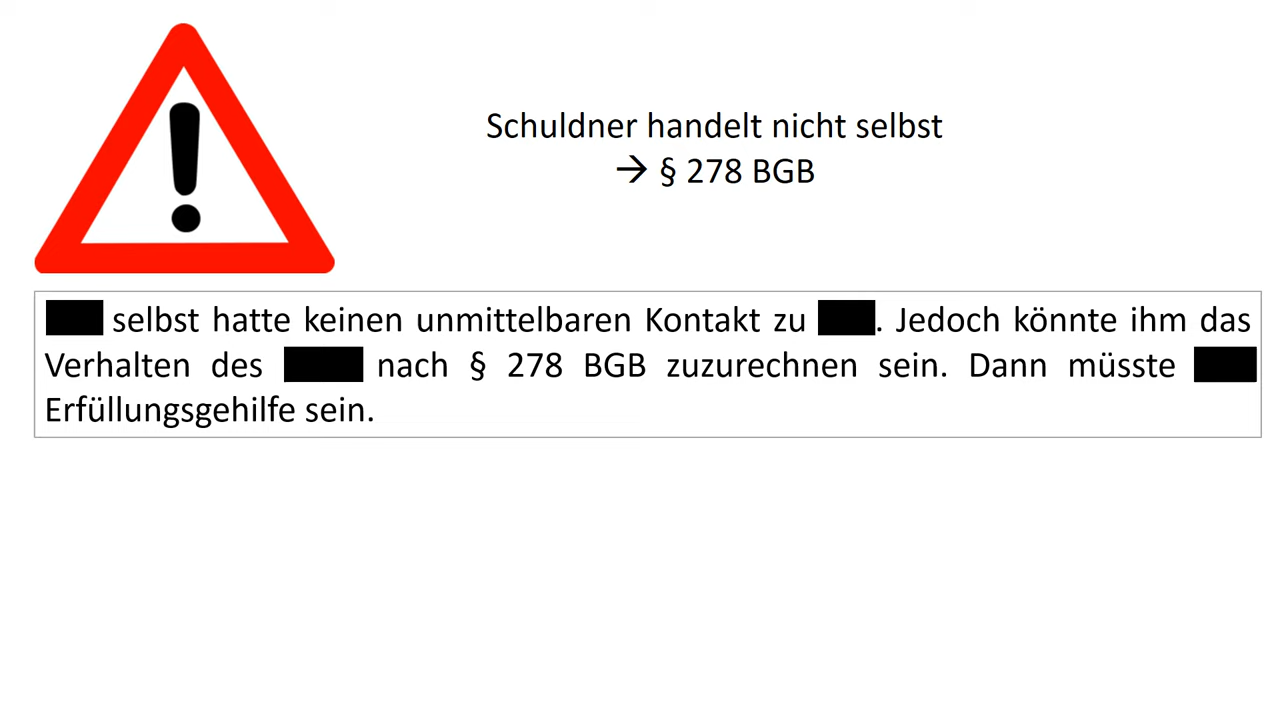 Schuldner handelt nicht selbst
→ § 278 BGB
selbst hatte keinen unmittelbaren Kontakt zu . Jedoch könnte ihm das
Verhalten des nach § 278 BGB zuzurechnen sein. Dann müsste
Erfüllungsgehilfe sein.